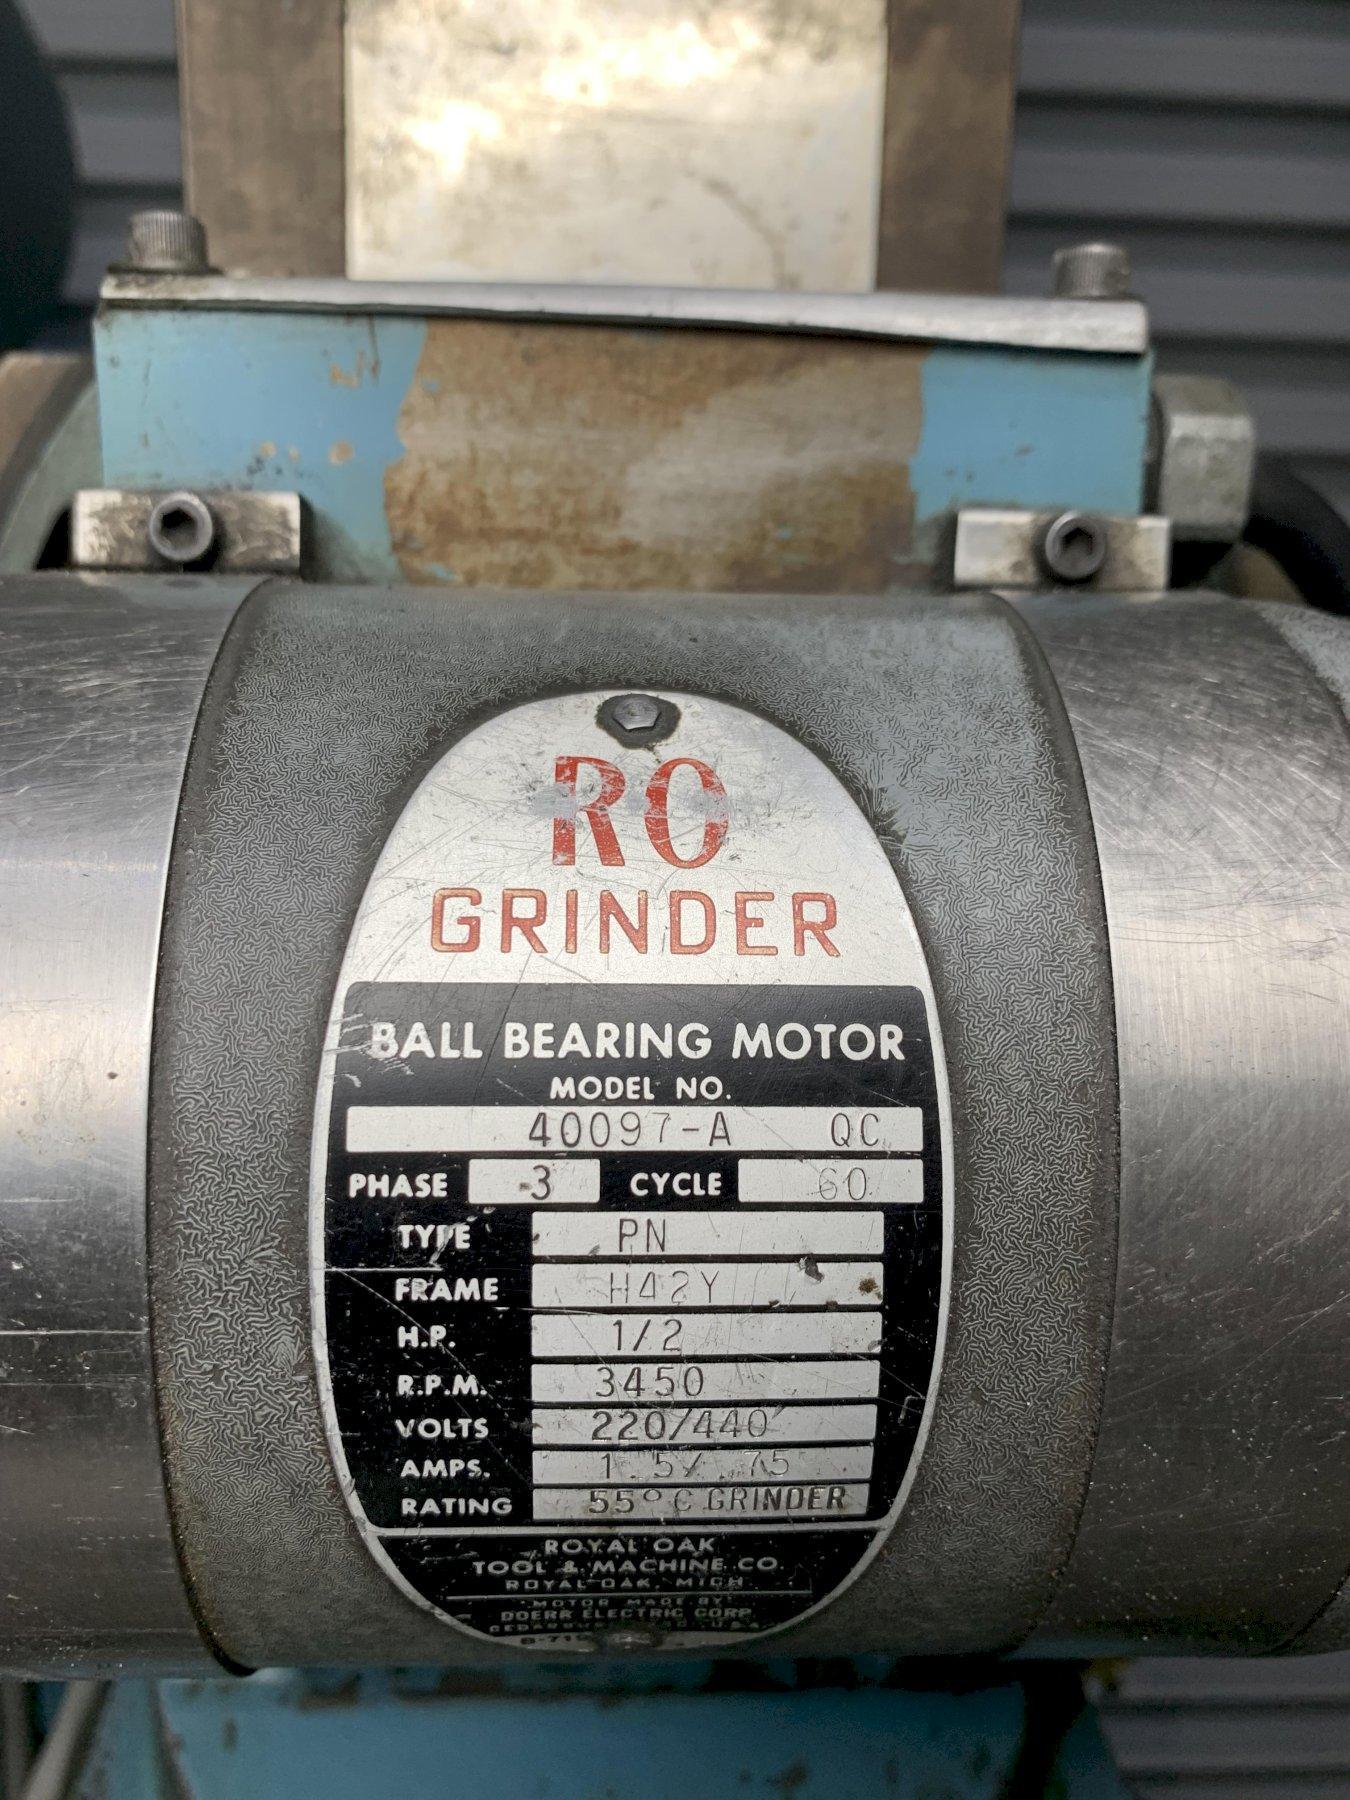 RO
GRINDER
BALL BEARING MOTOR
MODEL NO.
40097-A QC
PHASE 3 CYCLE 60
TYPE PN
FRAME H42Y
H.P. 1/2
R.P.M. 3450
VOLTS 220/440
AMPS. 1.5/ .75
RATING 55°C GRINDER
ROYAL OAK
TOOL & MACHINE CO.
ROYAL OAK, MICH.
MOTOR MADE BY
DOERR ELECTRIC CORP.